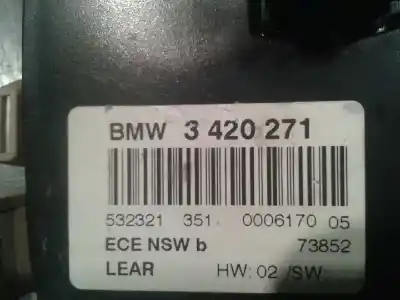 BMW 3 420 271
532321 351 0006170 05
ECE NSW b 73852
LEAR HW: 02 /SW: